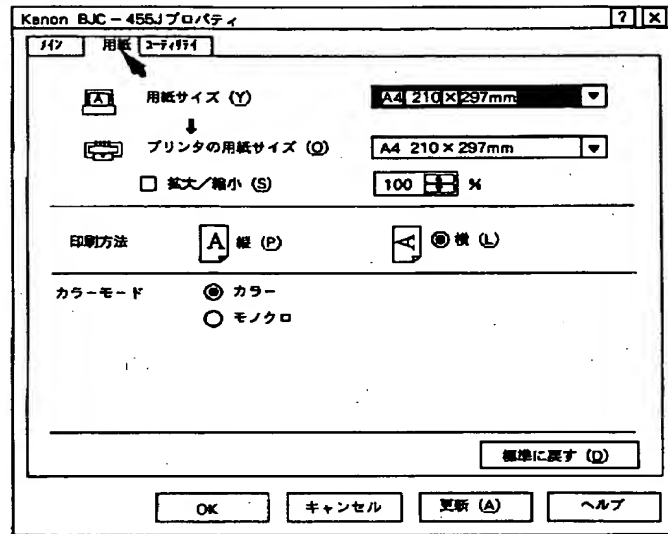 Kanon BJC－455Jプロパティ ? ×
メイン 用紙 ユーティリティ
A 用紙サイズ (Y) A4 210×297mm
プリンタの用紙サイズ (O) A4 210×297mm
拡大／縮小 (S) 100 %
印刷方法 A 縦 (P) A 横 (L)
カラーモード カラー
モノクロ
標準に戻す (D)
OK キャンセル 更新 (A) ヘルプ